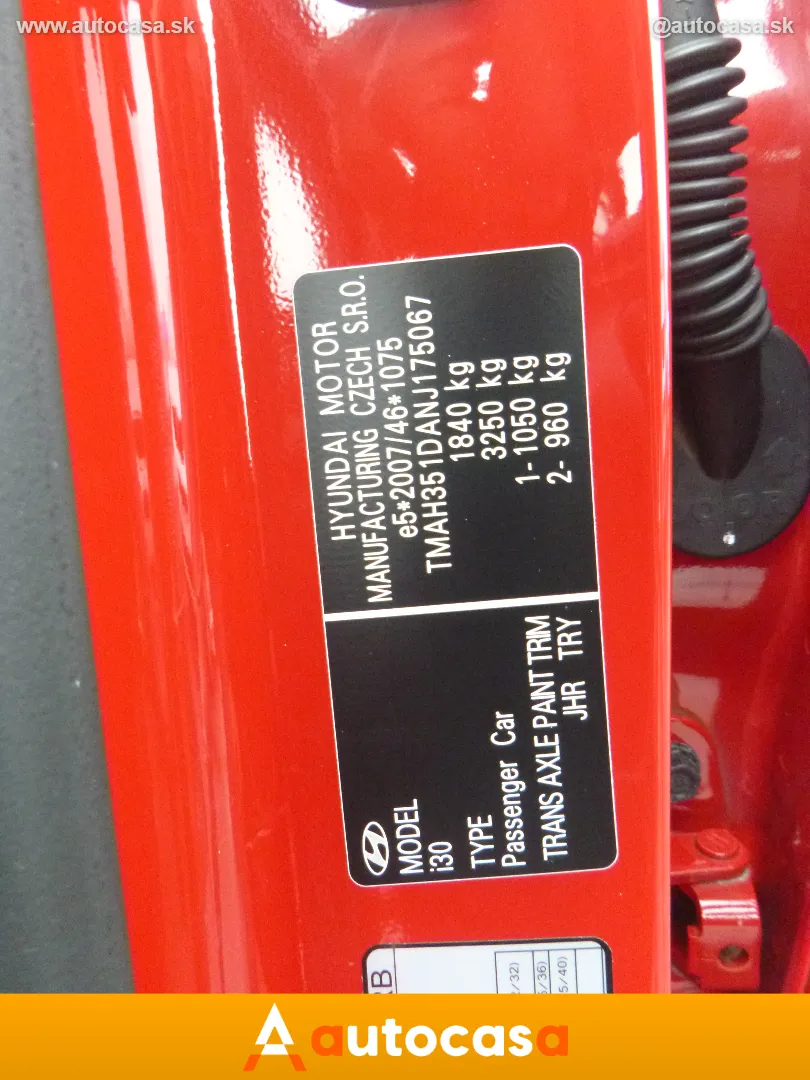 www.autocasa.sk
@autocasa.sk
MODEL
i30
TYPE
Passenger Car
TRANS AXLE PAINT TRIM
JHR TRY
HYUNDAI MOTOR
MANUFACTURING CZECH S.R.O.
e5*2007/46*1075
TMAH351DANJ175067
1840 kg
3250 kg
1- 1050 kg
2- 960 kg
autocasa